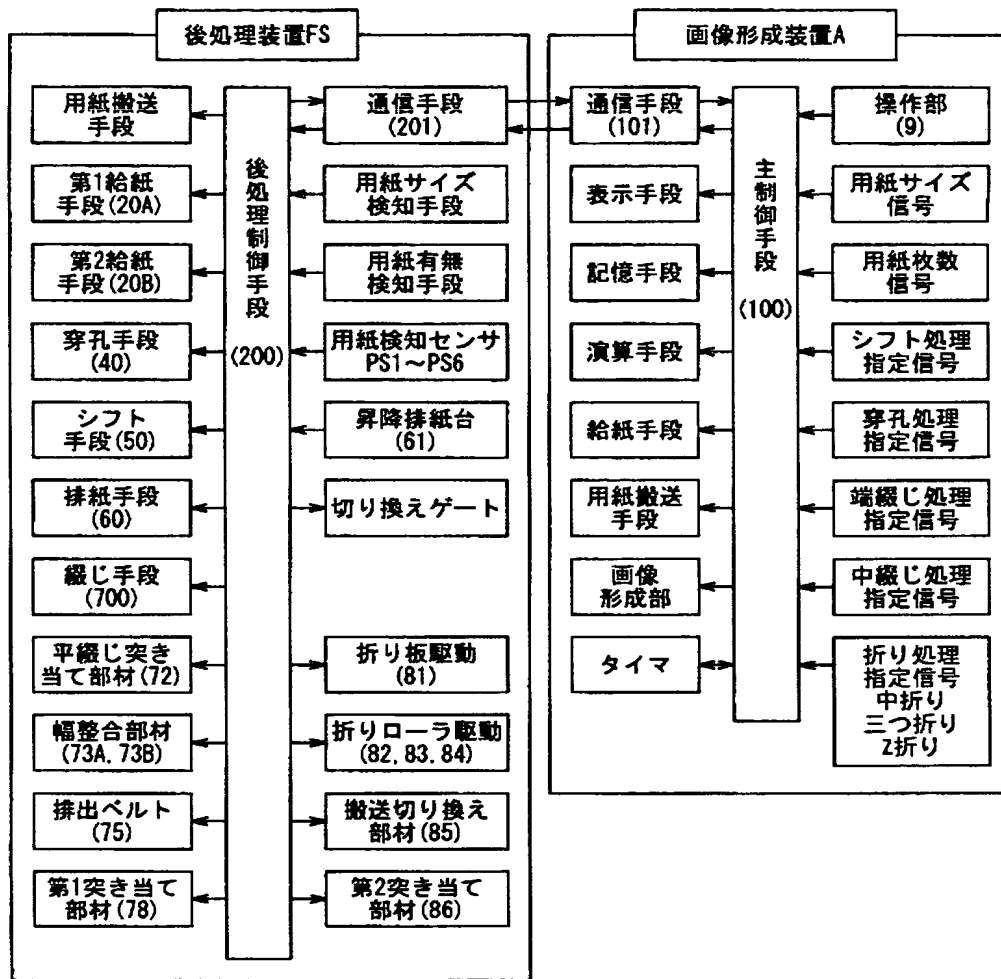 後処理装置FS
用紙搬送
手段
第1給紙
手段(20A)
第2給紙
手段(20B)
穿孔手段
(40)
シフト
手段(50)
排紙手段
(60)
綴じ手段
(700)
平綴じ突き
当て部材(72)
幅整合部材
(73A,73B)
排出ベルト
(75)
第1突き当て
部材(78)
後処理制御手段
(200)
通信手段
(201)
用紙サイズ
検知手段
用紙有無
検知手段
用紙検知センサ
PS1～PS6
昇降排紙台
(61)
切り換えゲート
折り板駆動
(81)
折りローラ駆動
(82,83,84)
搬送切り換え
部材(85)
第2突き当て
部材(86)
画像形成装置A
通信手段
(101)
表示手段
記憶手段
演算手段
給紙手段
用紙搬送
手段
画像
形成部
タイマ
主制御手段
(100)
操作部
(9)
用紙サイズ
信号
用紙枚数
信号
シフト処理
指定信号
穿孔処理
指定信号
端綴じ処理
指定信号
中綴じ処理
指定信号
折り処理
指定信号
中折り
三つ折り
Z折り